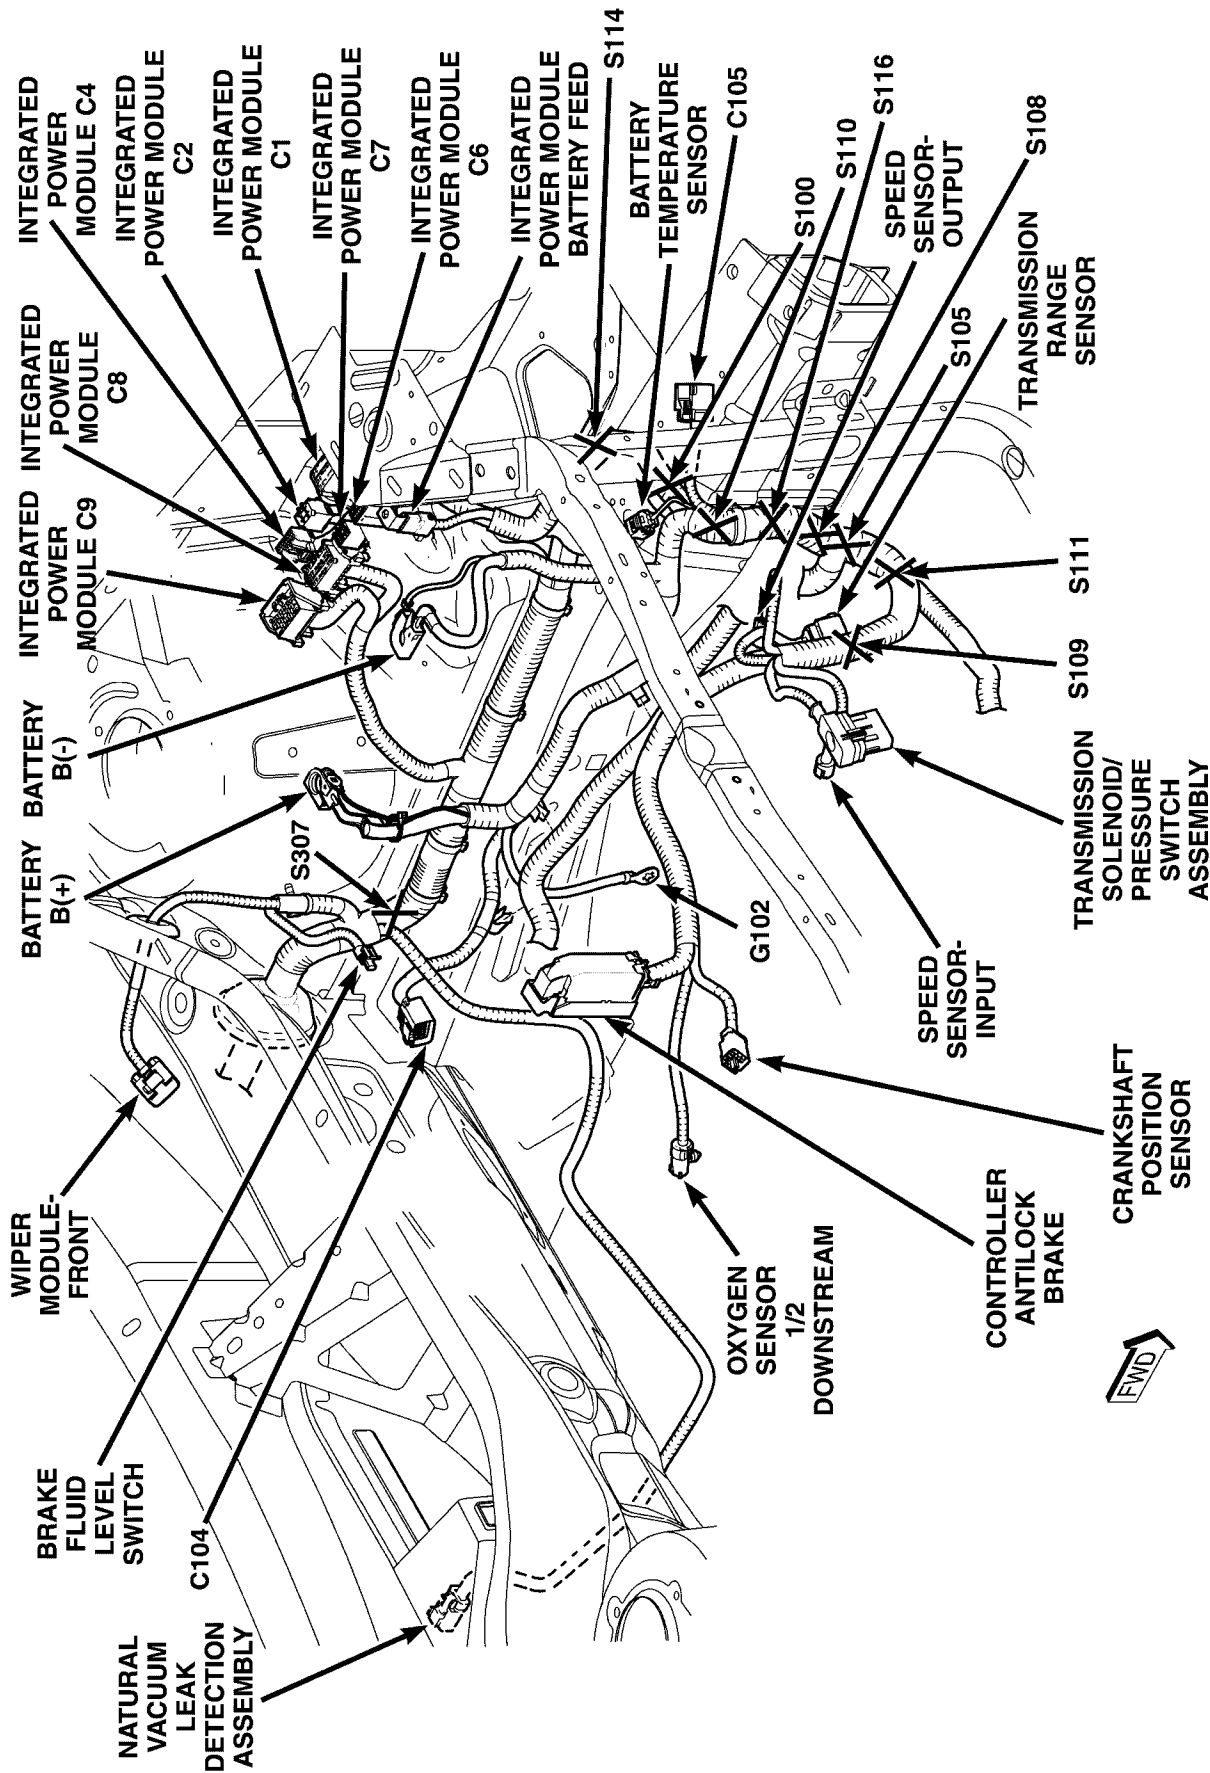 NATURAL
VACUUM
LEAK
DETECTION
ASSEMBLY
BRAKE
FLUID
LEVEL
SWITCH
C104
WIPER
MODULE-
FRONT
BATTERY
B(+)
S307
BATTERY
B(-)
INTEGRATED
POWER
MODULE C9
INTEGRATED
POWER
MODULE
C8
INTEGRATED
POWER
MODULE C4
INTEGRATED
POWER MODULE
C2
INTEGRATED
POWER MODULE
C1
INTEGRATED
POWER MODULE
C7
INTEGRATED
POWER MODULE
C6
INTEGRATED
POWER MODULE
BATTERY FEED
S114
BATTERY
TEMPERATURE
SENSOR
C105
S100
S110
S116
SPEED
SENSOR-
OUTPUT
S108
S105
TRANSMISSION
RANGE
SENSOR
S111
S109
TRANSMISSION
SOLENOID/
PRESSURE
SWITCH
ASSEMBLY
SPEED
SENSOR-
INPUT
G102
CRANKSHAFT
POSITION
SENSOR
CONTROLLER
ANTILOCK
BRAKE
OXYGEN
SENSOR
1/2
DOWNSTREAM
FWD